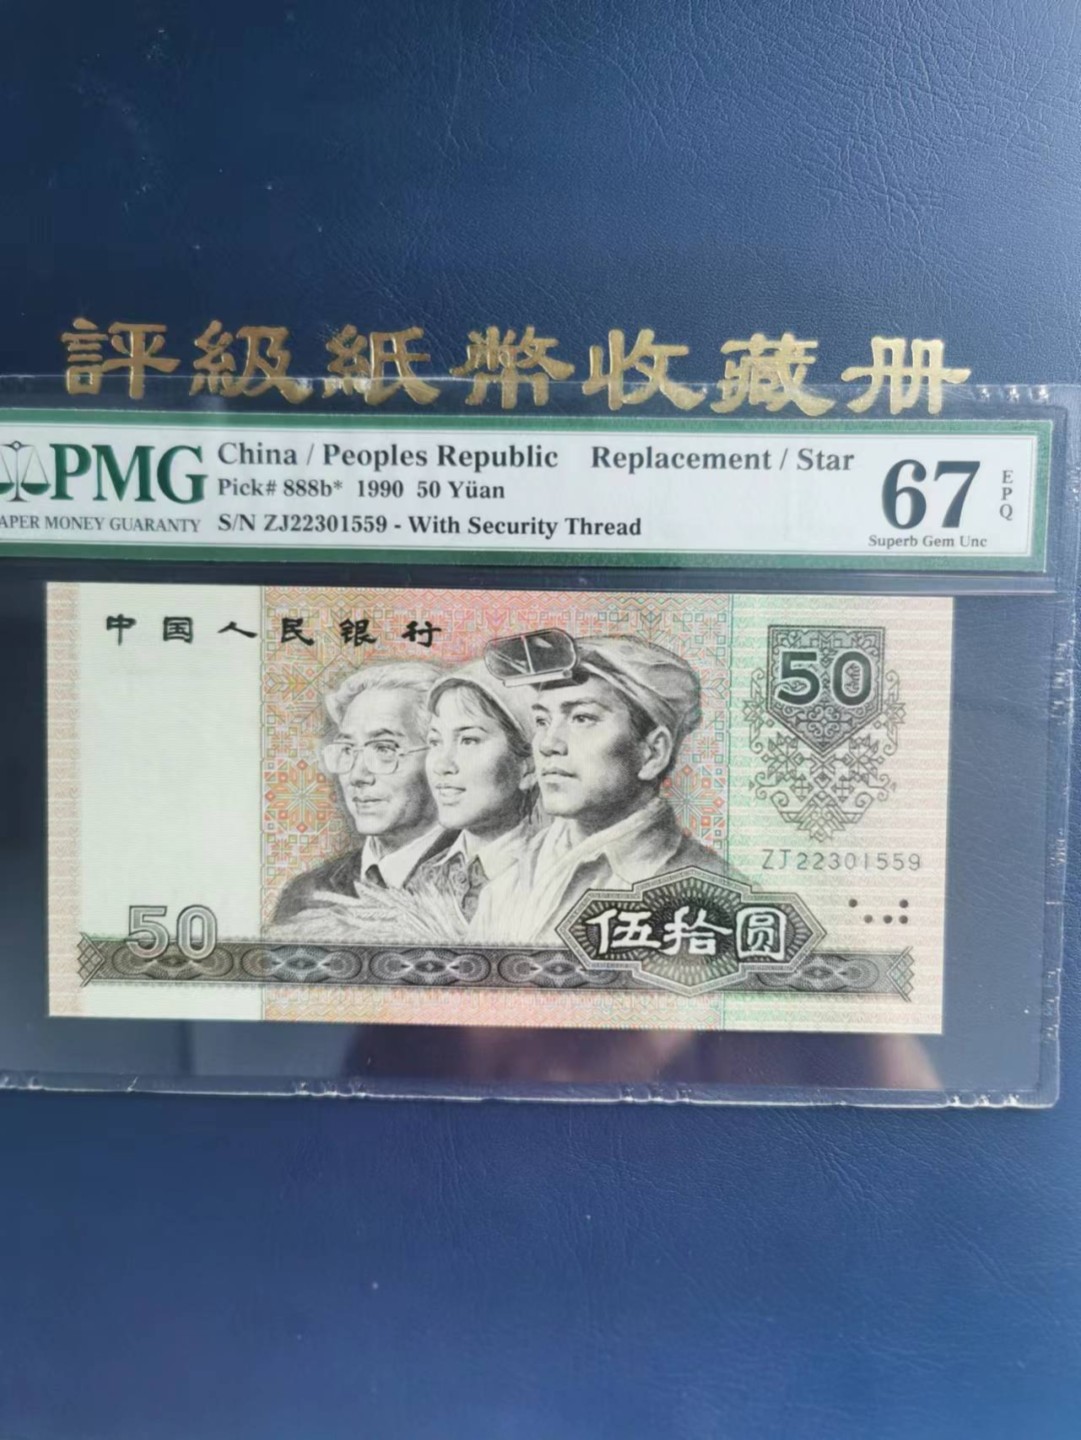 評級紙幣收藏册
PMG
PAPER MONEY GUARANTY
China / Peoples Republic Replacement / Star
Pick# 888b* 1990 50 Yüan
S/N ZJ22301559 - With Security Thread
67
EPQ
Superb Gem Unc
中国人民银行
50
ZJ22301559
50
伍拾圆